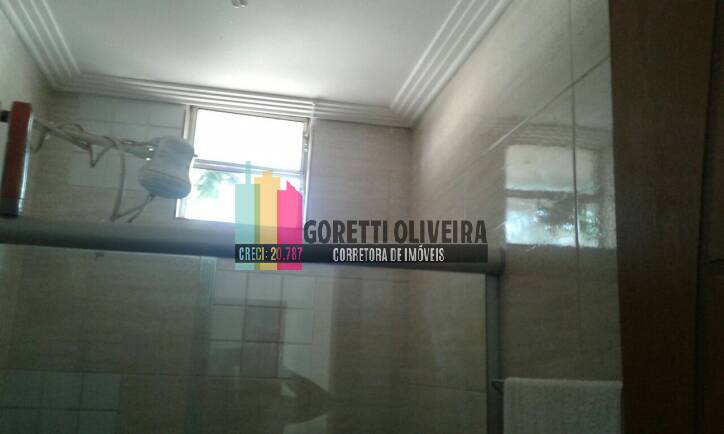 GORETTI OLIVEIRA
CRECI: 20.787
CORRETORA DE IMÓVEIS